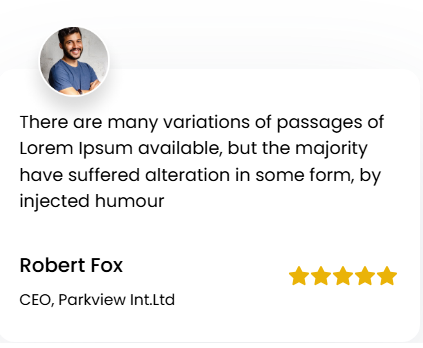 There are many variations of passages of
Lorem Ipsum available, but the majority
have suffered alteration in some form, by
injected humour
Robert Fox
CEO, Parkview Int.Ltd